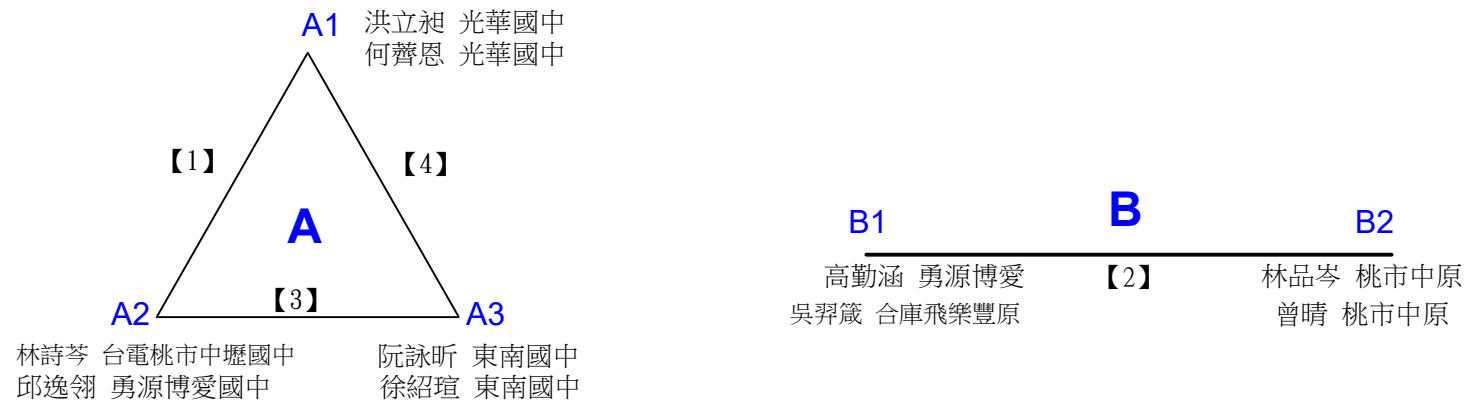 A1
洪立昶 光華國中
何薺恩 光華國中
【1】
【4】
A
A2
【3】
A3
林詩芩 台電桃市中壢國中
邱逸翎 勇源博愛國中
阮詠昕 東南國中
徐紹瑄 東南國中
B
B1
B2
高勤涵 勇源博愛
吳羿箴 合庫飛樂豐原
【2】
林品岑 桃市中原
曾晴 桃市中原